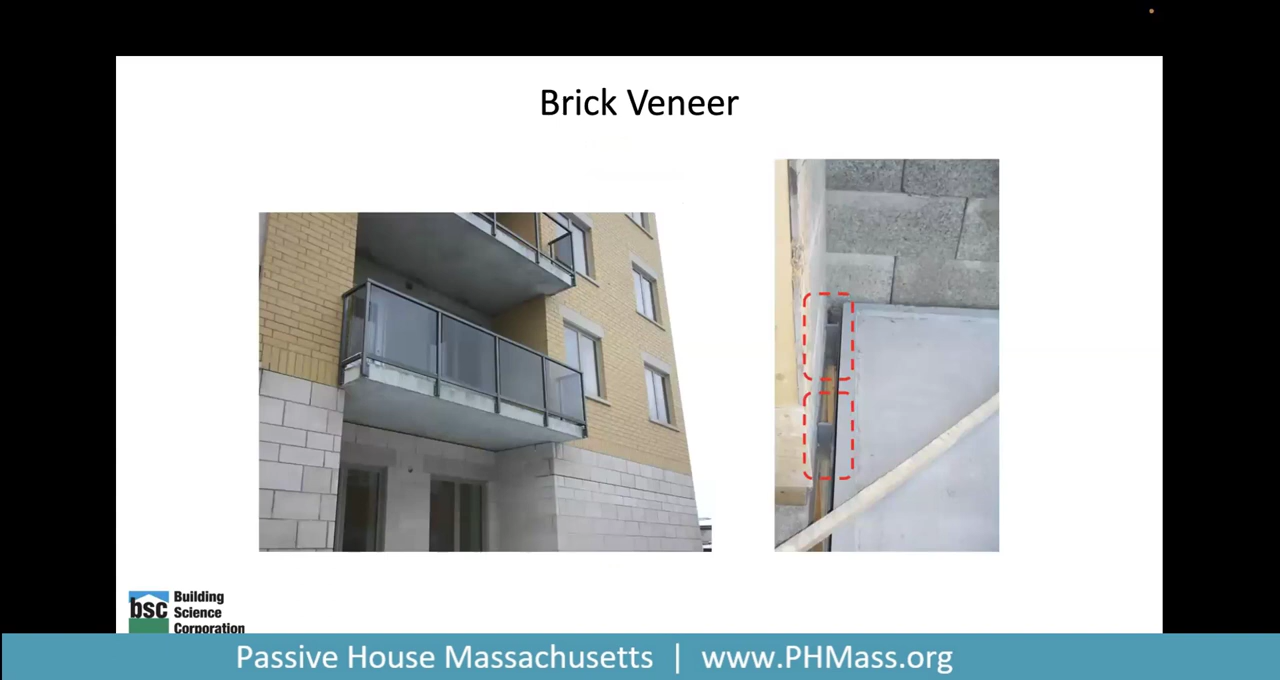 Brick Veneer
bsc
Building
Science
Corporation
Passive House Massachusetts | www.PHMass.org